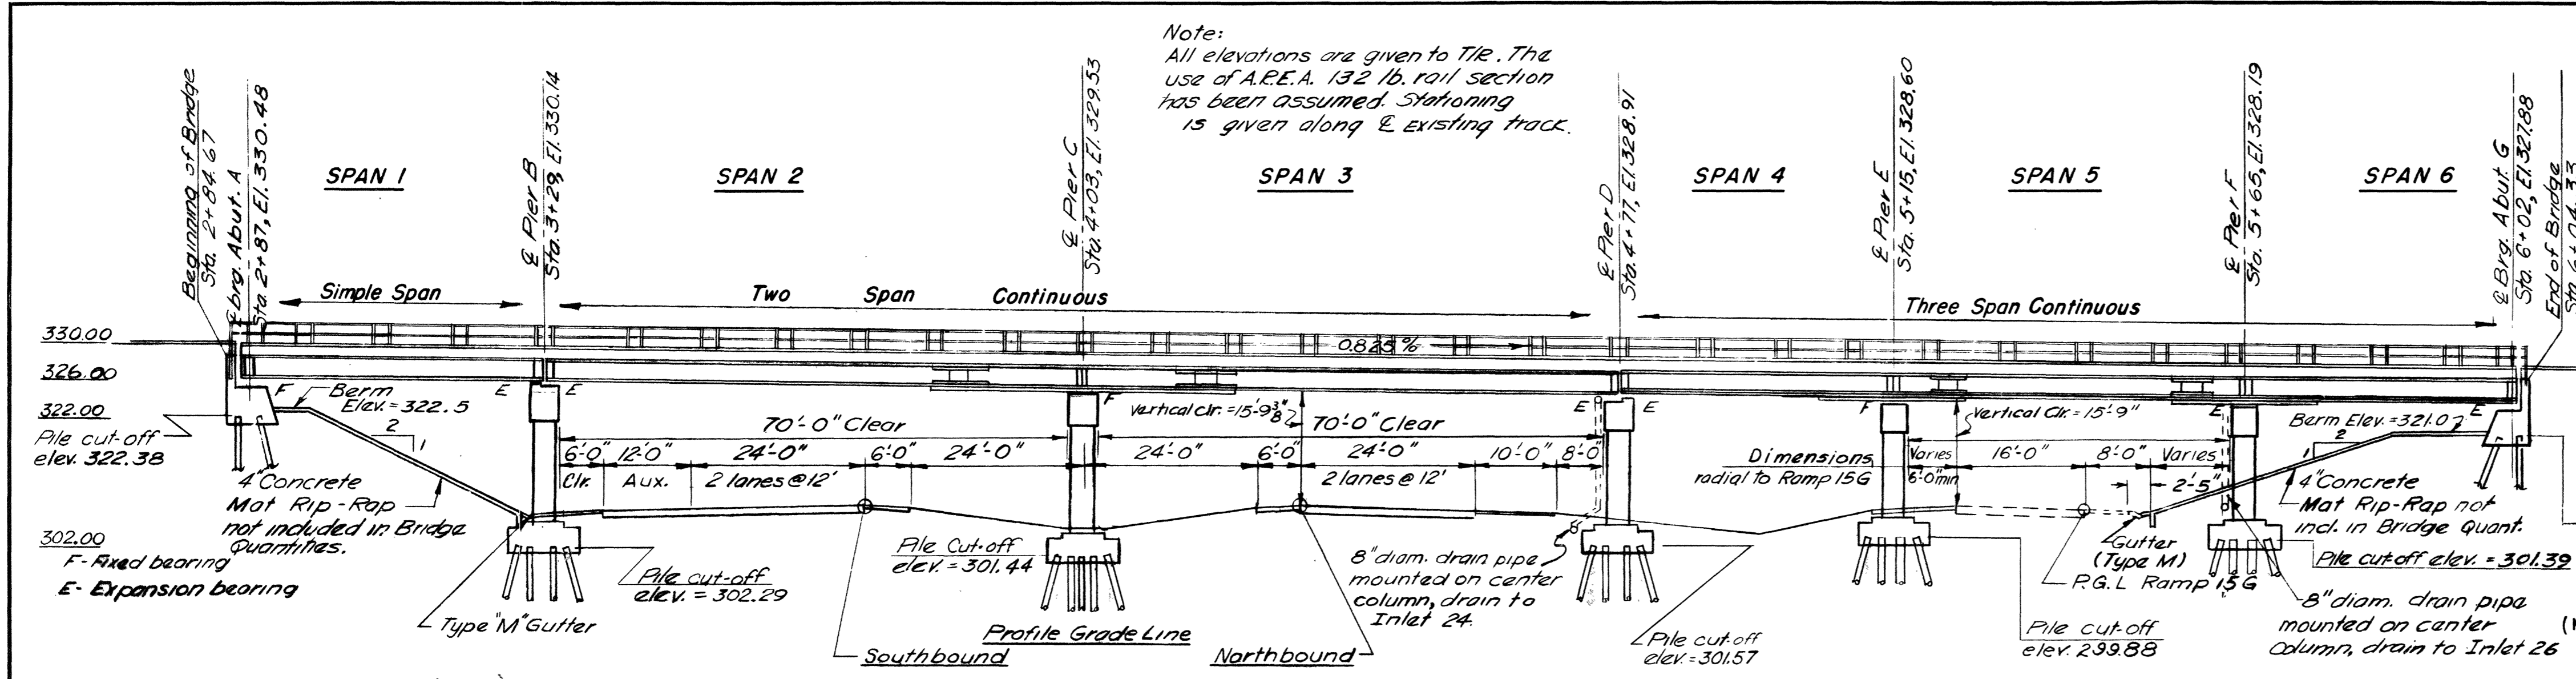 Note:
All elevations are given to T/R. The
use of A.R.E.A. 132 lb. rail section
has been assumed. Stationing
is given along ℄ Existing track.
Beginning of Bridge
Sta. 2+84.67
℄ brg. Abut. A
Sta. 2+87, El. 330.48
℄ Pier B
Sta. 3+29, El. 330.14
℄ Pier C
Sta. 4+03, El. 329.53
℄ Pier D
Sta. 4+77, El. 328.91
℄ Pier E
Sta. 5+15, El. 328.60
℄ Pier F
Sta. 5+65, El. 328.19
℄ Brg. Abut. G
Sta. 6+02, El. 327.88
End of Bridge
Sta. 6+04.33
SPAN 1
SPAN 2
SPAN 3
SPAN 4
SPAN 5
SPAN 6
Simple Span
Two Span Continuous
Three Span Continuous
0.825 %
330.00
326.00
322.00
Pile cut-off
elev. 322.38
302.00
F- Fixed bearing
E- Expansion bearing
F
Berm
Elev. = 322.5
2
1
4" Concrete
Mat Rip-Rap
not included in Bridge
Quantities.
E
E
Type "M" Gutter
Pile cut-off
elev. = 302.29
70'-0" Clear
6'-0" 12'-0" 24'-0" 6'-0" 24'-0"
Clr. Aux. 2 lanes @ 12'
Southbound
Pile Cut-off
elev. = 301.44
Profile Grade Line
F
Vertical Clr. = 15'-9 3/8"
70'-0" Clear
24'-0" 6'-0" 24'-0" 10'-0" 8'-0"
2 lanes @ 12'
Northbound
E
E
8" diam. drain pipe
mounted on center
column, drain to
Inlet 24.
Pile cut-off
elev. = 301.57
F
Vertical Clr. = 15'-9"
Dimensions
radial to Ramp 15G
Varies 16'-0" 8'-0" Varies
6'-0" min
2'-5"
Gutter
(Type M)
P.G.L Ramp 15G
Pile cut-off
elev. 299.88
E
Berm Elev. = 321.0
E
2
1
4" Concrete
Mat Rip-Rap not
incl. in Bridge Quant.
Pile cut-off elev. = 301.39
8" diam. drain pipe
mounted on center
column, drain to Inlet 26